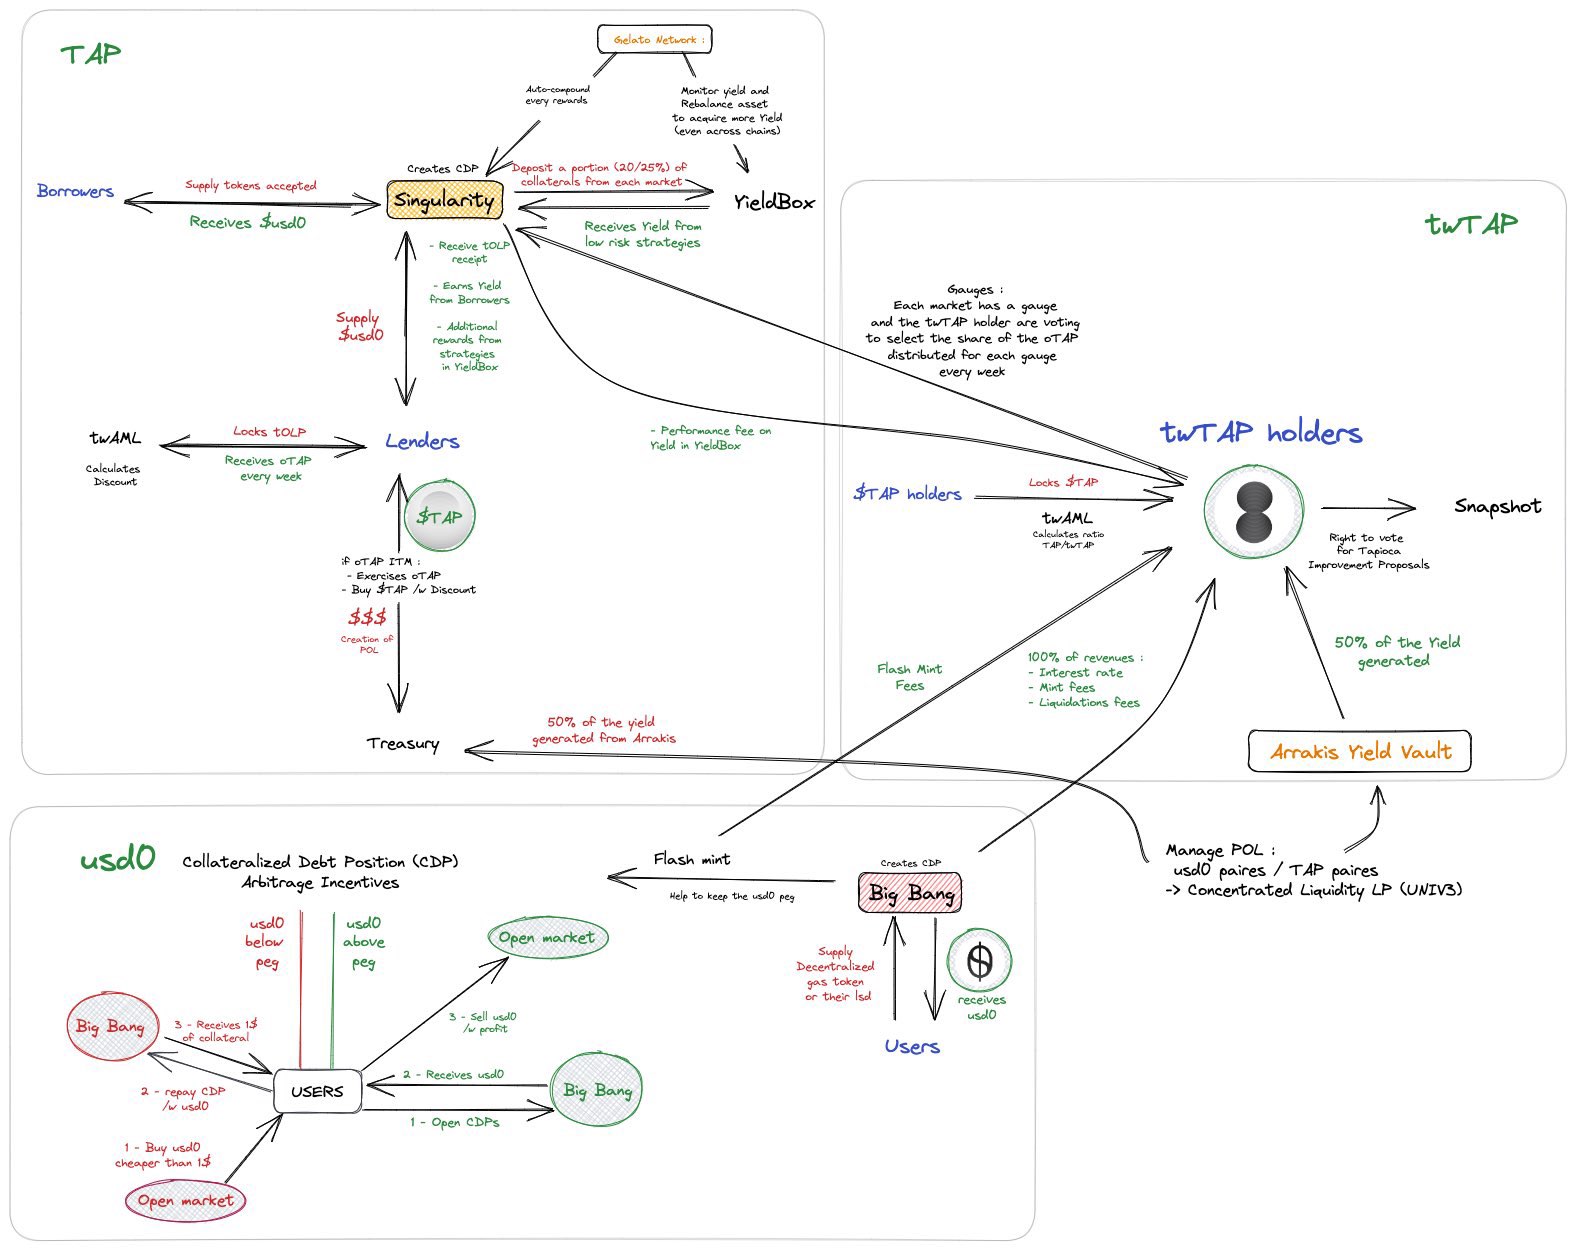 TAP
Gelato Network :
Auto-compound
every rewards
Monitor yield and
Rebalance asset
to acquire more Yield
(even across chains)
Borrowers
Supply tokens accepted
Receives $usd0
Creates CDP
Singularity
Deposit a portion (20/25%) of
collaterals from each market
YieldBox
Receives Yield from
low risk strategies
- Receive tOLP
receipt
- Earns Yield
from Borrowers
- Additional
rewards from
strategies
in YieldBox
Supply
$usd0
twAML
Calculates
Discount
Locks tOLP
Receives oTAP
every week
Lenders
$TAP
if oTAP ITM :
- Exercises oTAP
- Buy $TAP /w Discount
$$$
Creation of
POL
Treasury
50% of the yield
generated from Arrakis
- Performance fee on
Yield in YieldBox
twTAP
Gauges :
Each market has a gauge
and the twTAP holder are voting
to select the share of the oTAP
distributed for each gauge
every week
twTAP holders
$TAP holders
Locks $TAP
twAML
Calculates ratio
TAP/twTAP
Snapshot
Right to vote
for Tapioca
Improvement Proposals
Flash Mint
Fees
100% of revenues :
- Interest rate
- Mint fees
- Liquidations fees
50% of the Yield
generated
Arrakis Yield Vault
Manage POL :
usd0 paires / TAP paires
-> Concentrated Liquidity LP (UNIV3)
usd0
Collateralized Debt Position (CDP)
Arbitrage Incentives
usd0
below
peg
usd0
above
peg
Flash mint
Help to keep the usd0 peg
Creates CDP
Big Bang
Supply
Decentralized
gas token
or their lsd
receives
usd0
Users
Open market
Big Bang
3 - Receives 1$
of collateral
2 - repay CDP
/w usd0
USERS
3 - Sell usd0
/w profit
2 - Receives usd0
1 - Open CDPs
Big Bang
1 - Buy usd0
cheaper than 1$
Open market